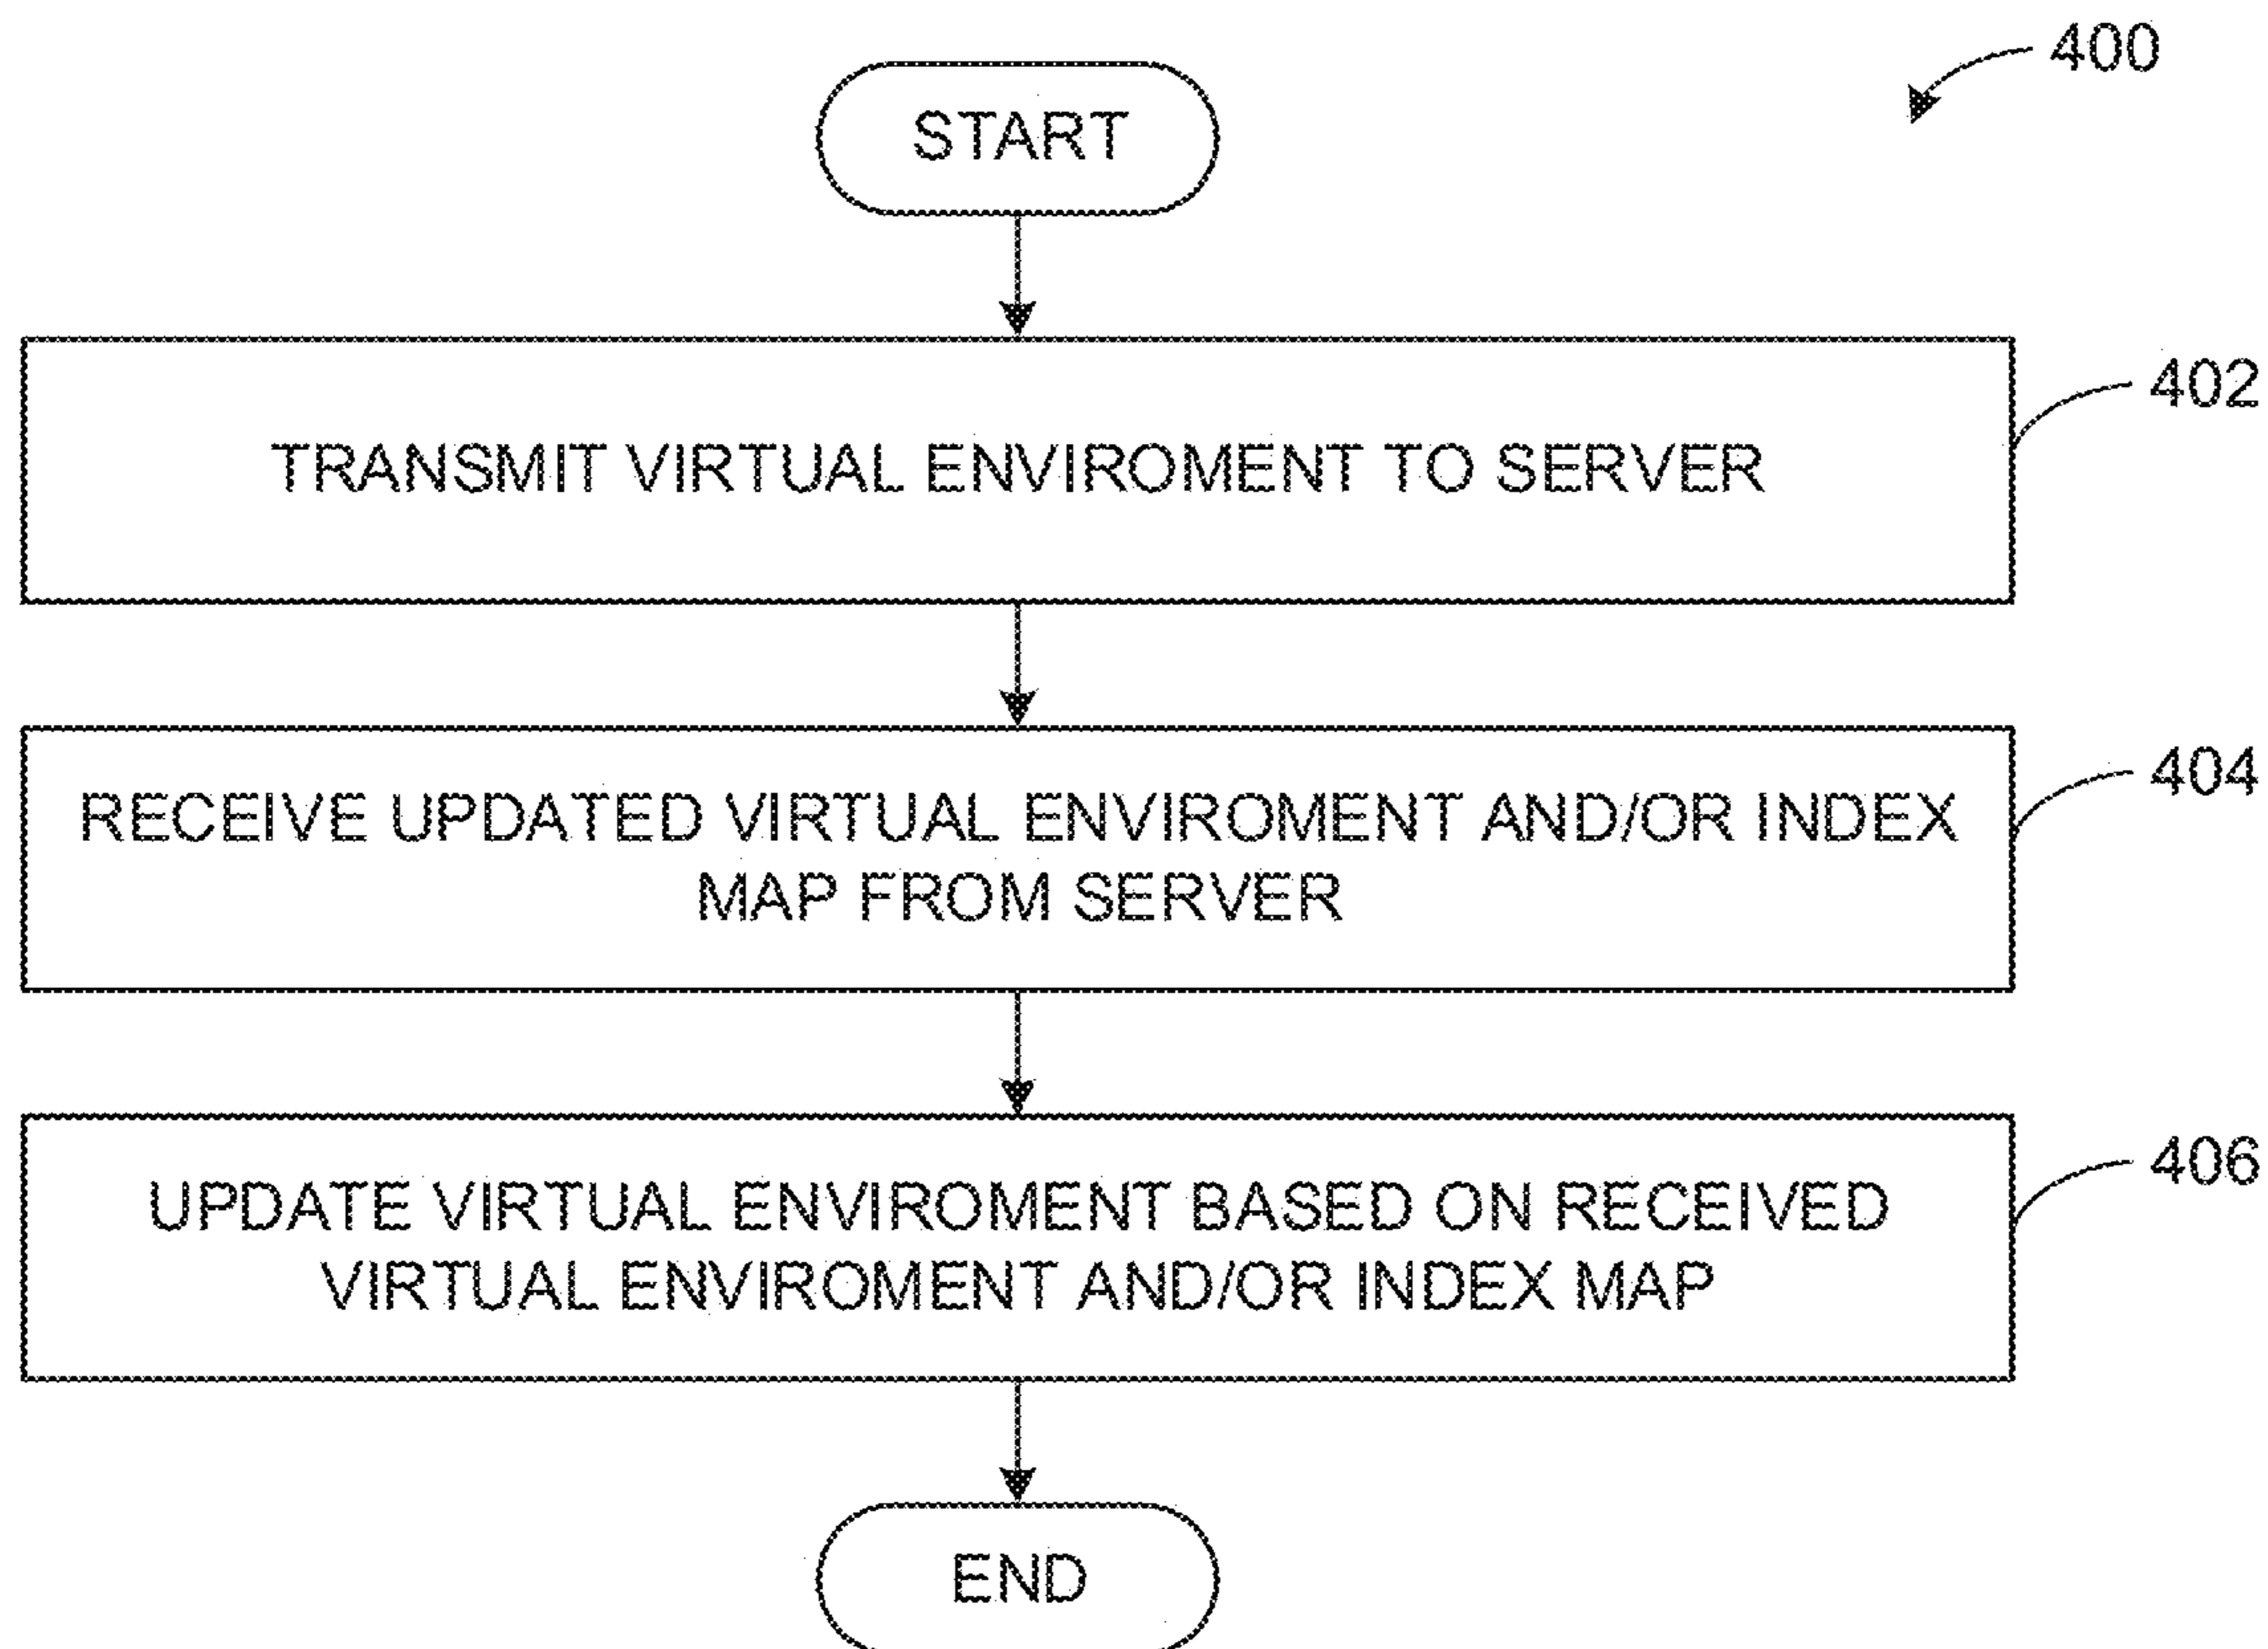 400
START
TRANSMIT VIRTUAL ENVIROMENT TO SERVER
402
RECEIVE UPDATED VIRTUAL ENVIROMENT AND/OR INDEX
MAP FROM SERVER
404
UPDATE VIRTUAL ENVIROMENT BASED ON RECEIVED
VIRTUAL ENVIROMENT AND/OR INDEX MAP
406
END